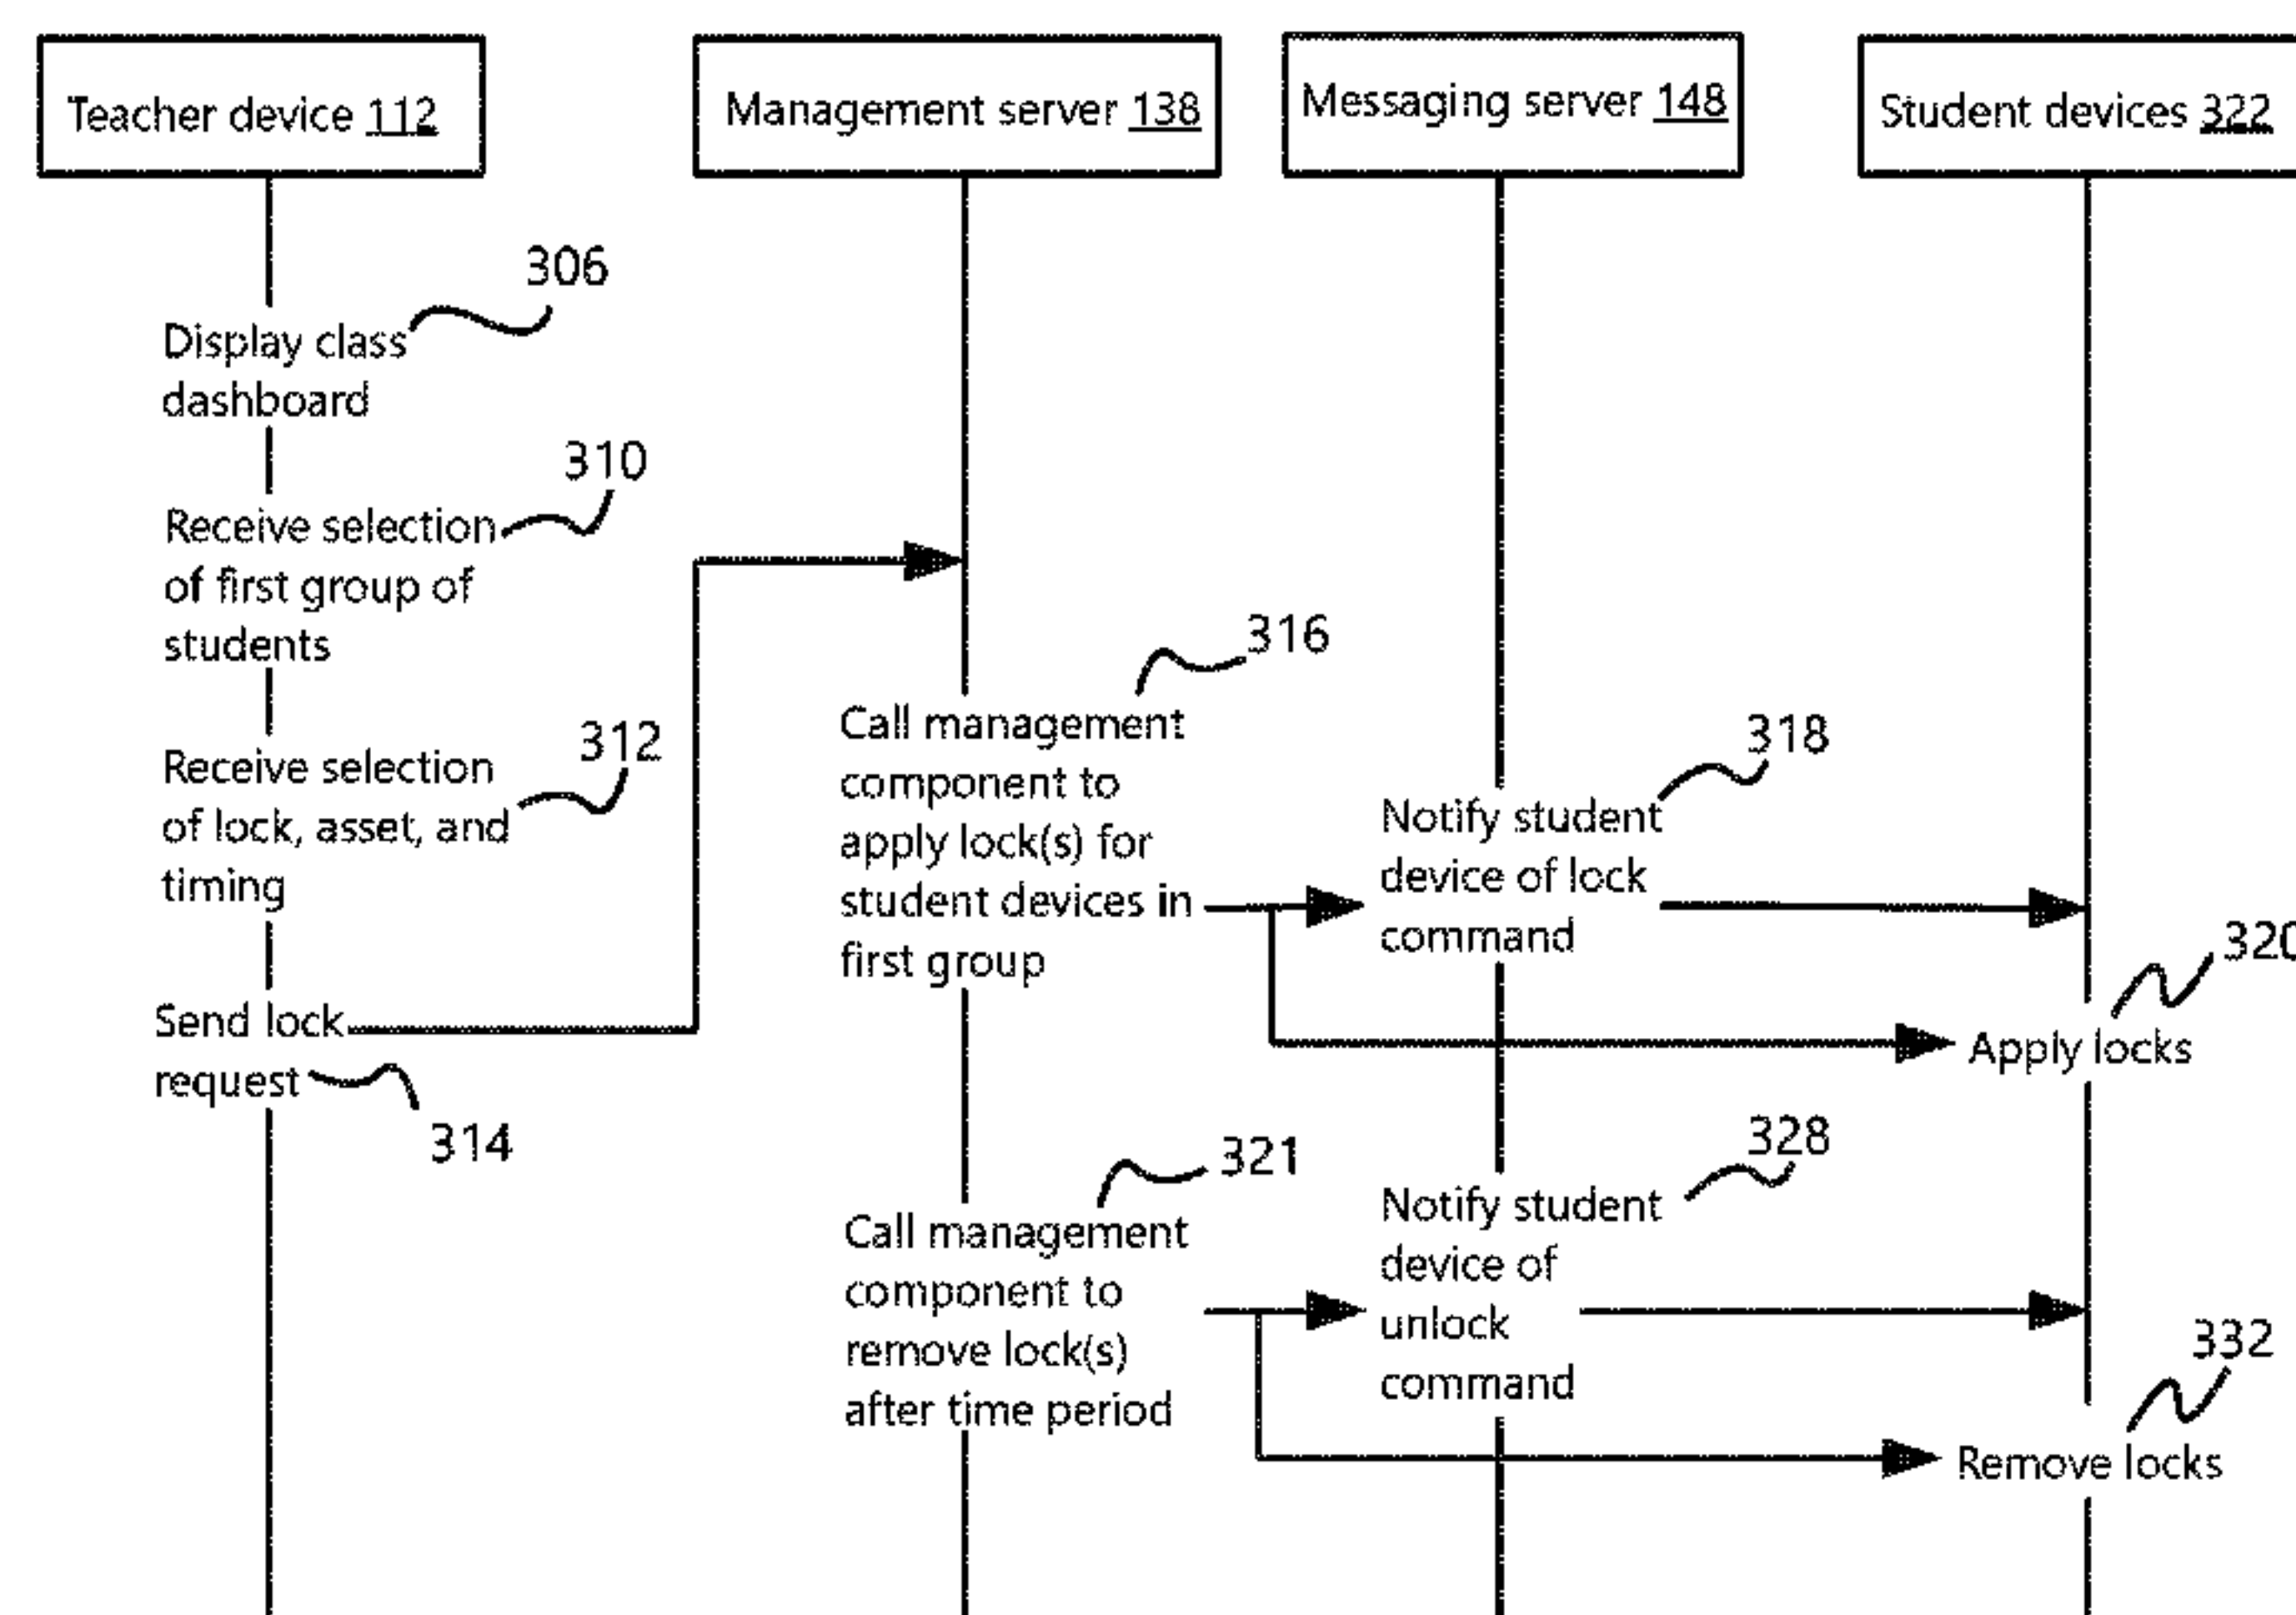 Teacher device 112
Management server 138
Messaging server 148
Student devices 322
306
Display class
dashboard
310
Receive selection
of first group of
students
312
Receive selection
of lock, asset, and
timing
Send lock
request
314
316
Call management
component to
apply lock(s) for
student devices in
first group
318
Notify student
device of lock
command
320
Apply locks
321
Call management
component to
remove lock(s)
after time period
328
Notify student
device of
unlock
command
332
Remove locks